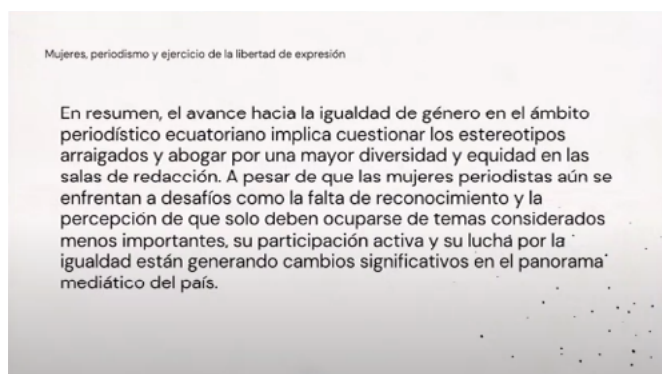 Mujeres, periodismo y ejercicio de la libertad de expresión
En resumen, el avance hacia la igualdad de género en el ámbito
periodístico ecuatoriano implica cuestionar los estereotipos
arraigados y abogar por una mayor diversidad y equidad en las
salas de redacción. A pesar de que las mujeres periodistas aún se
enfrentan a desafíos como la falta de reconocimiento y la
percepción de que solo deben ocuparse de temas considerados
menos importantes, su participación activa y su lucha por la
igualdad están generando cambios significativos en el panorama
mediático del país.